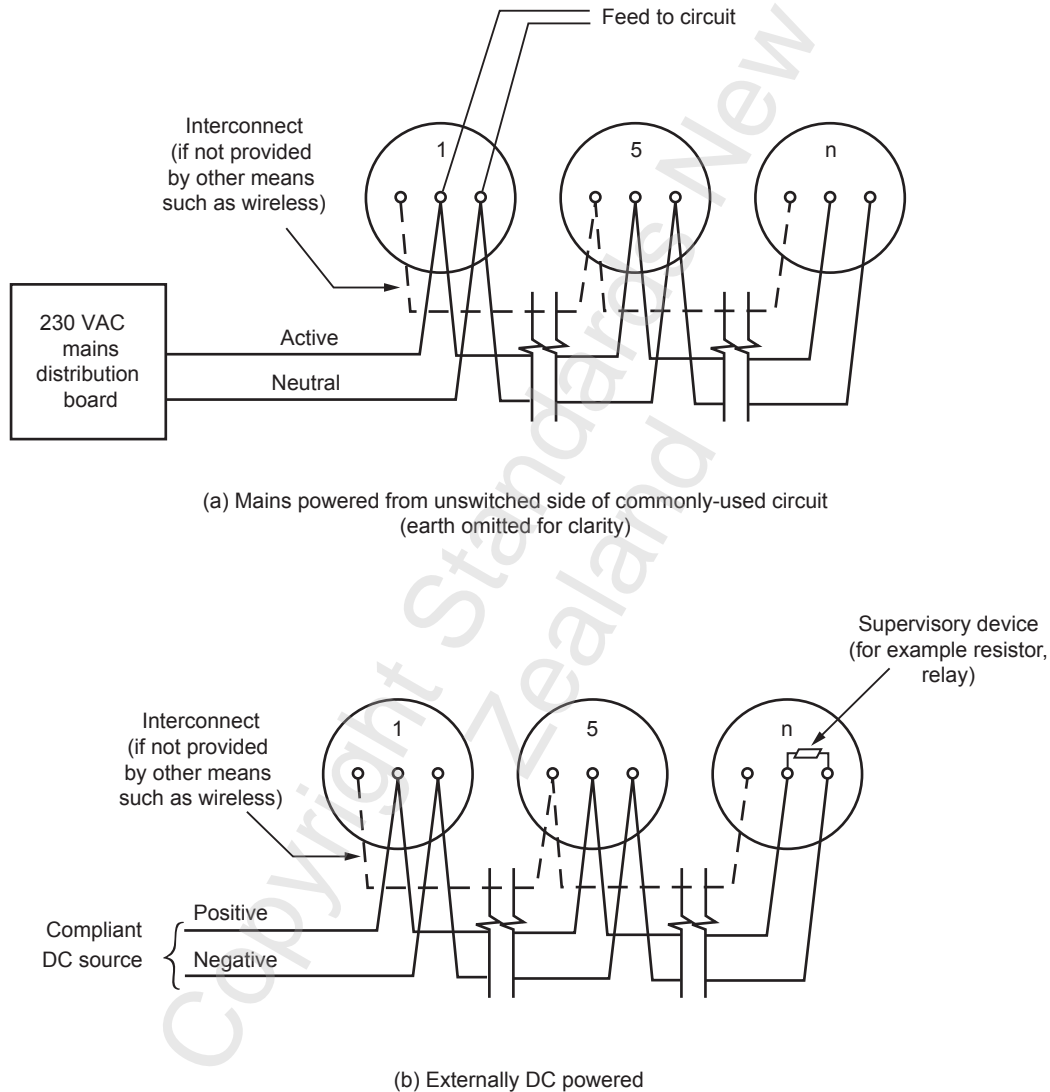 Feed to circuit
Interconnect
(if not provided
by other means
such as wireless)
1
5
n
230 VAC
mains
distribution
board
Active
Neutral
(a) Mains powered from unswitched side of commonly-used circuit
(earth omitted for clarity)
Supervisory device
(for example resistor,
relay)
Interconnect
(if not provided
by other means
such as wireless)
1
5
n
Compliant
DC source
Positive
Negative
(b) Externally DC powered
Copyright Standards New
Zealand